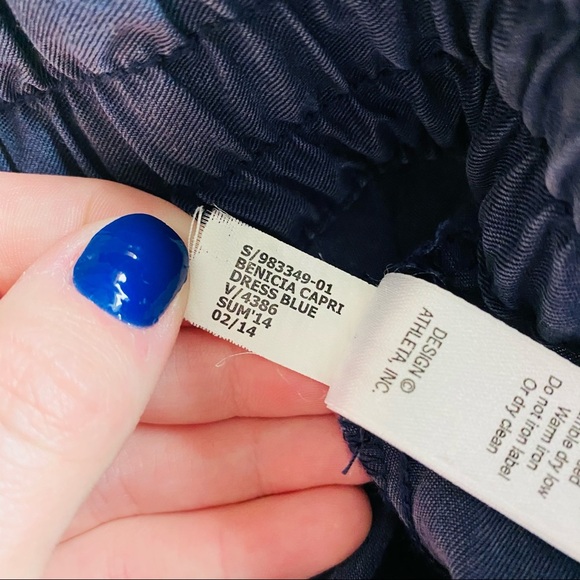 S/983349-01
BENICIA CAPRI
DRESS BLUE
V/4386
SUM'14
02/14
DESIGN ©
ATHLETA, INC.
dry low
Do not iron label
Warm iron
Or dry clean